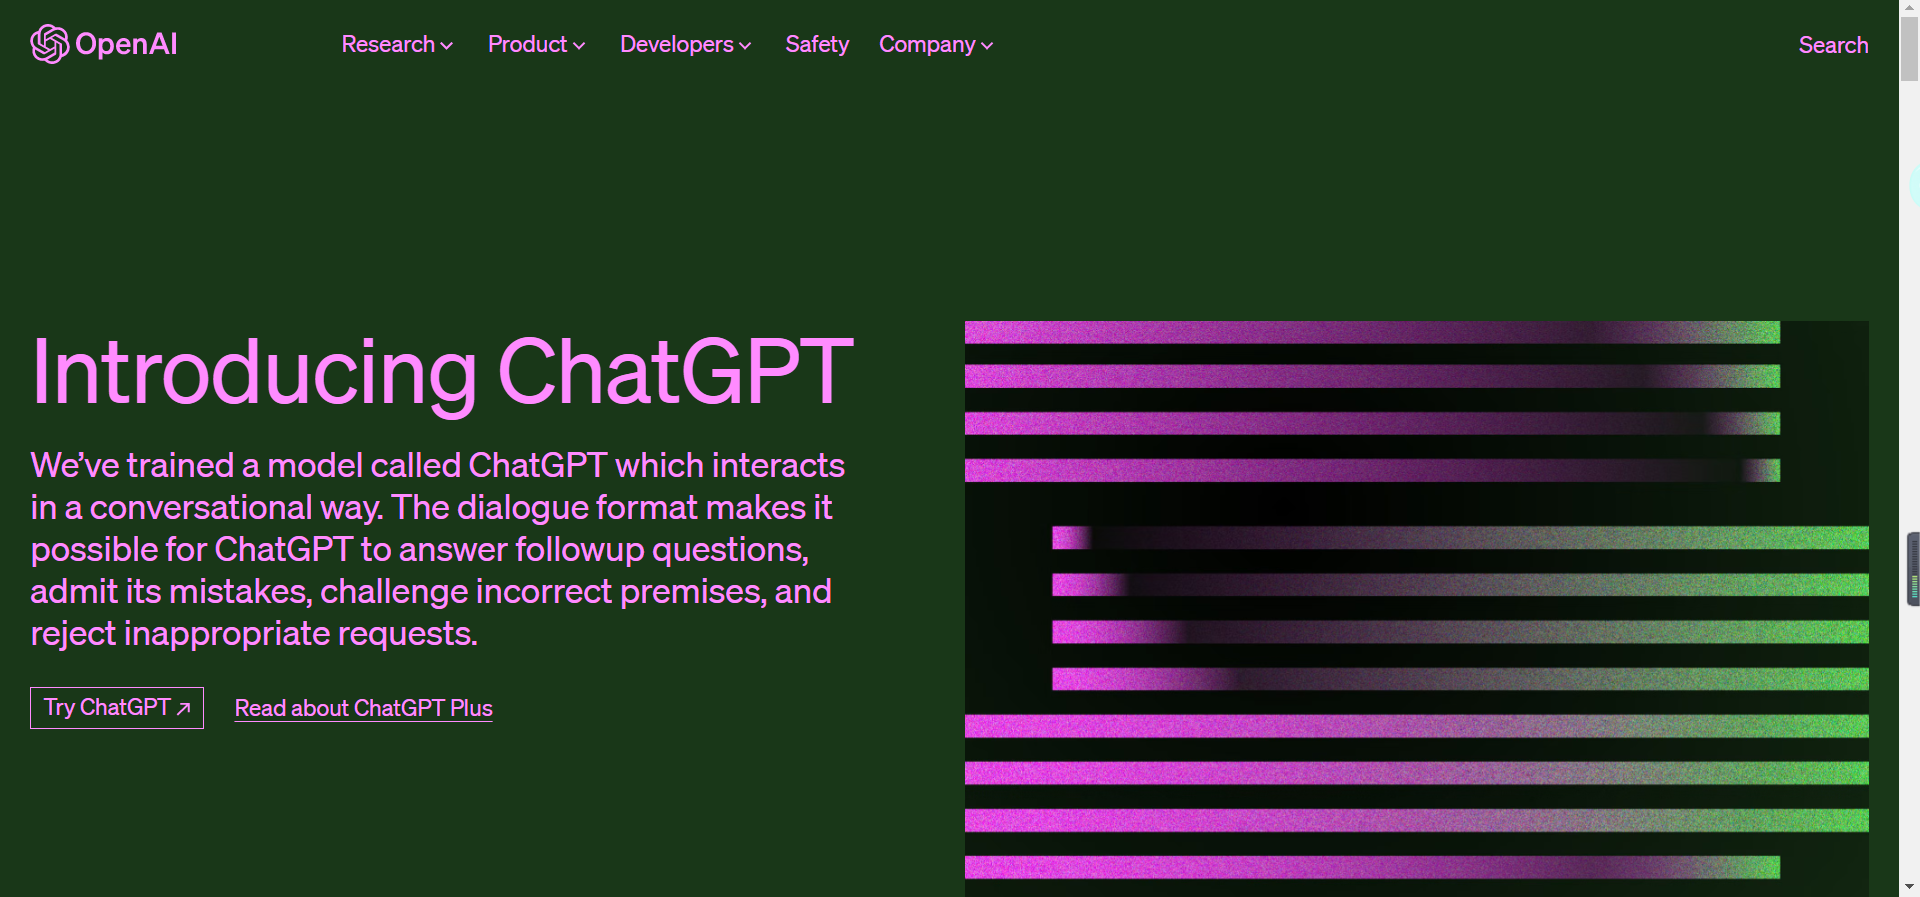 OpenAI
Research Product Developers Safety Company Search
Introducing ChatGPT
We’ve trained a model called ChatGPT which interacts
in a conversational way. The dialogue format makes it
possible for ChatGPT to answer followup questions,
admit its mistakes, challenge incorrect premises, and
reject inappropriate requests.
Try ChatGPT ↗ Read about ChatGPT Plus